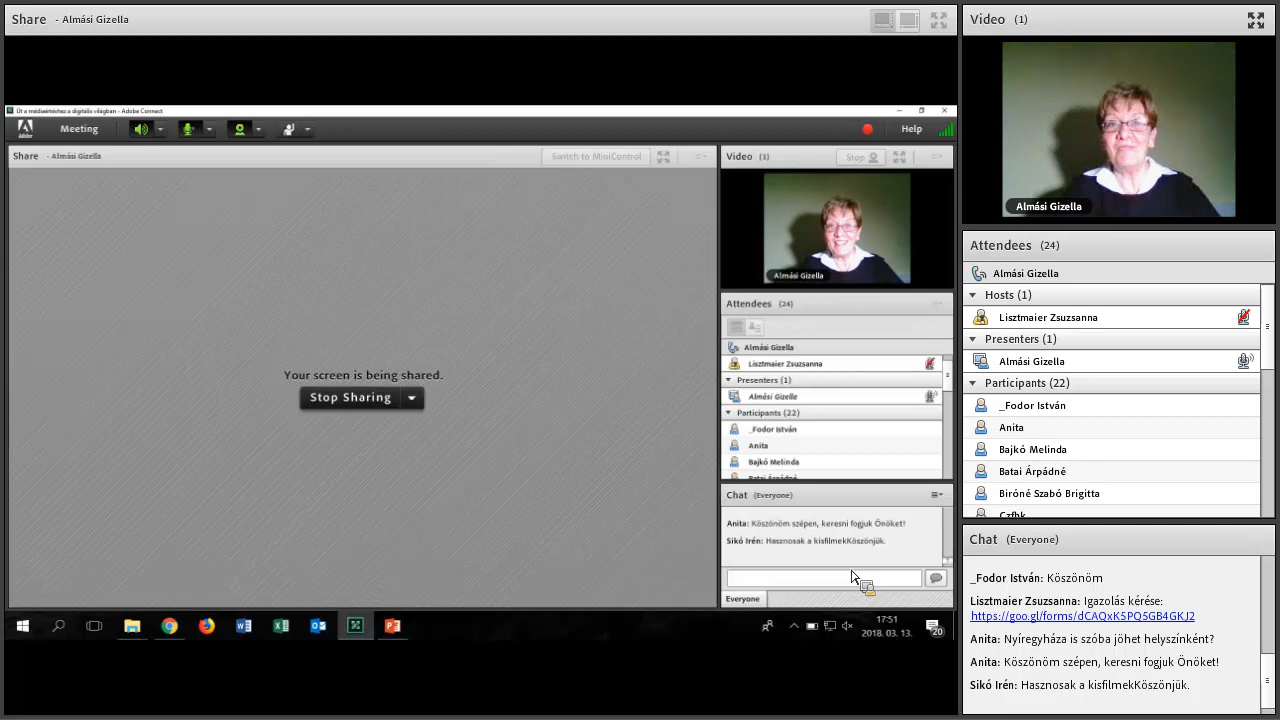 Share - Almási Gizella
Út a médiaértéshez a digitális világban - Adobe Connect
Adobe
Meeting
Help
Share - Almási Gizella
Switch to MiniControl
Your screen is being shared.
Stop Sharing
Video (1)
Stop
Almási Gizella
Attendees (24)
Almási Gizella
Lisztmaier Zsuzsanna
Presenters (1)
Almási Gizella
Participants (22)
_Fodor István
Anita
Bajkó Melinda
Batai Árpádné
Chat (Everyone)
Anita: Köszönöm szépen, keresni fogjuk Önöket!
Sikó Irén: Hasznosak a kisfilmekKöszönjük.
Everyone
17:51
2018. 03. 13.
20
Video (1)
Almási Gizella
Attendees (24)
Almási Gizella
Hosts (1)
Lisztmaier Zsuzsanna
Presenters (1)
Almási Gizella
Participants (22)
_Fodor István
Anita
Bajkó Melinda
Batai Árpádné
Biróné Szabó Brigitta
Czfbk
Chat (Everyone)
_Fodor István: Köszönöm
Lisztmaier Zsuzsanna: Igazolás kérése:
https://goo.gl/forms/dCAQxK5PQ5GB4GKJ2
Anita: Nyíregyháza is szóba jöhet helyszínként?
Anita: Köszönöm szépen, keresni fogjuk Önöket!
Sikó Irén: Hasznosak a kisfilmekKöszönjük.